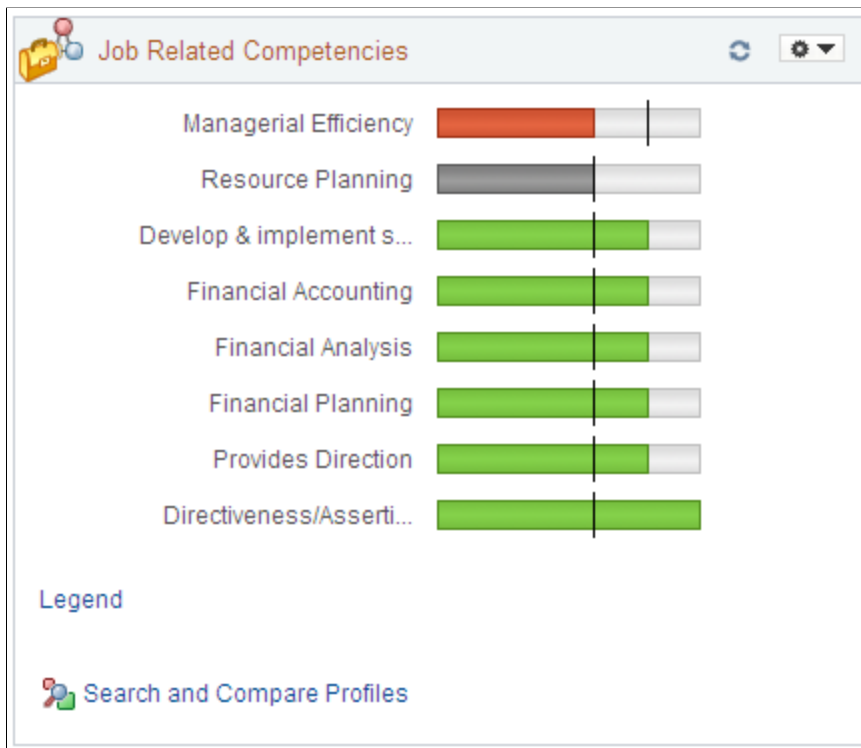 Job Related Competencies
Managerial Efficiency
Resource Planning
Develop & implement s...
Financial Accounting
Financial Analysis
Financial Planning
Provides Direction
Directiveness/Asserti...
Legend
Search and Compare Profiles